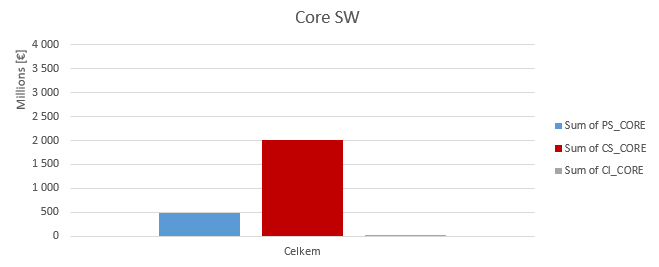 Core SW
Millions [€]
4 000
3 500
3 000
2 500
2 000
1 500
1 000
500
0
Celkem
Sum of PS_CORE
Sum of CS_CORE
Sum of CI_CORE